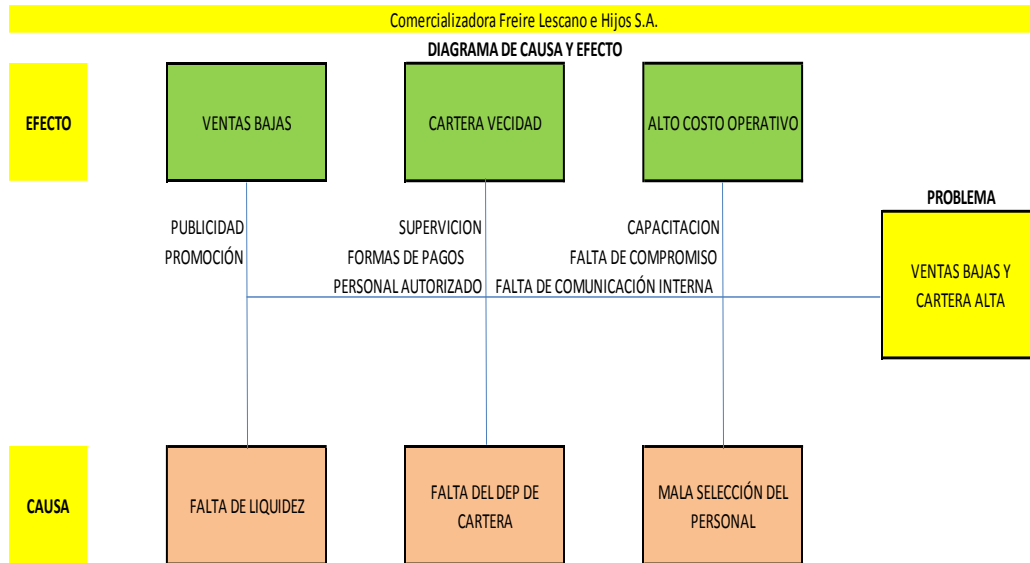 Comercializadora Freire Lescano e Hijos S.A.
DIAGRAMA DE CAUSA Y EFECTO
EFECTO
VENTAS BAJAS
CARTERA VECIDAD
ALTO COSTO OPERATIVO
PUBLICIDAD
PROMOCIÓN
SUPERVICION
FORMAS DE PAGOS
PERSONAL AUTORIZADO
CAPACITACION
FALTA DE COMPROMISO
FALTA DE COMUNICACIÓN INTERNA
PROBLEMA
VENTAS BAJAS Y
CARTERA ALTA
CAUSA
FALTA DE LIQUIDEZ
FALTA DEL DEP DE
CARTERA
MALA SELECCIÓN DEL
PERSONAL